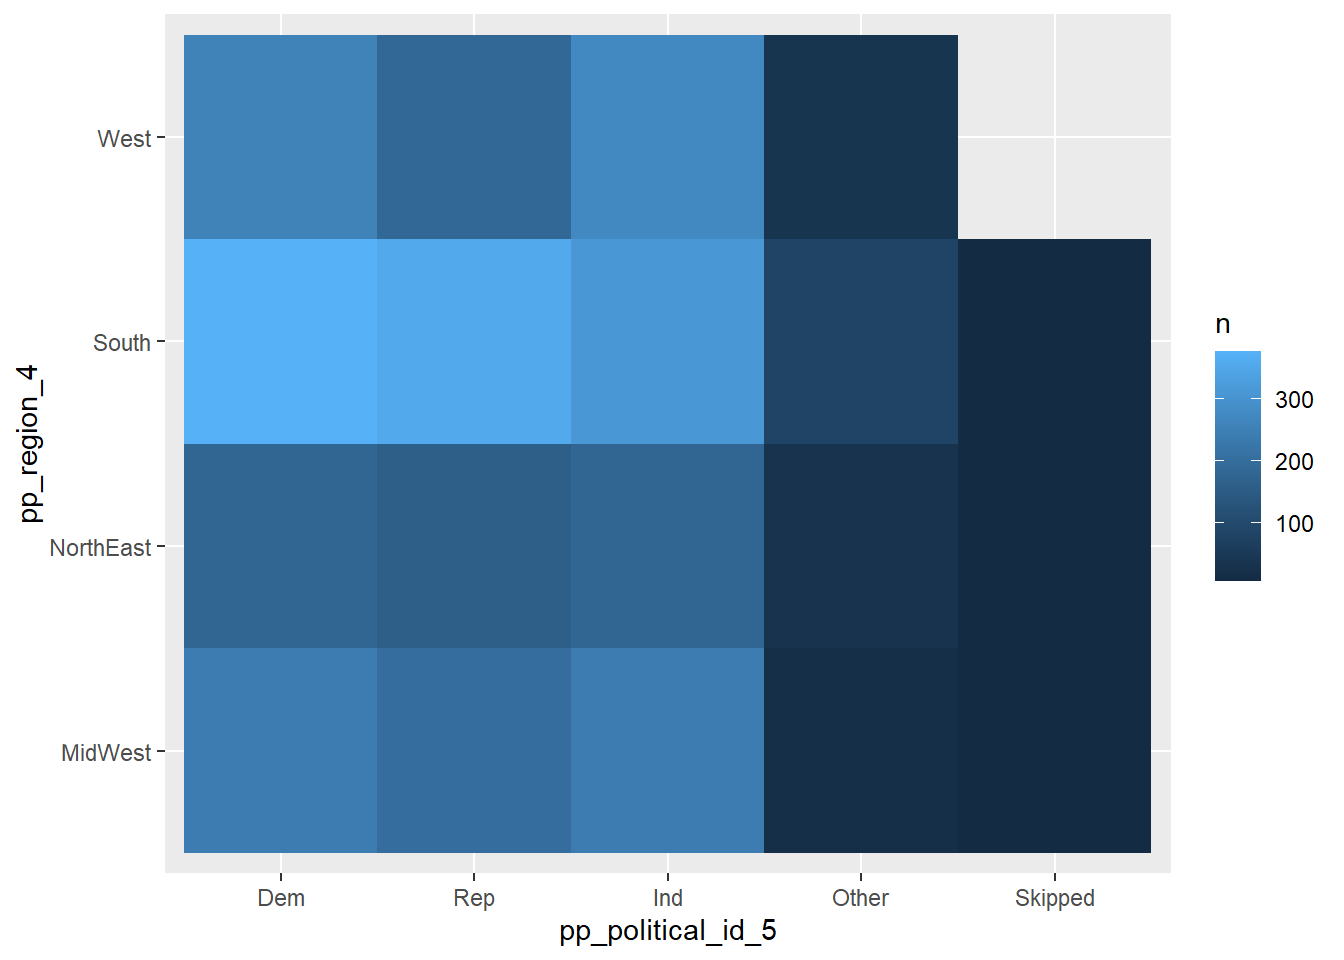 West
South
NorthEast
MidWest
pp_region_4
Dem Rep Ind Other Skipped
pp_political_id_5
n
300
200
100